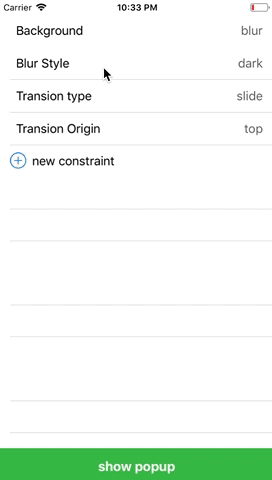 Carrier 10:33 PM
Background blur
Blur Style dark
Transion type slide
Transion Origin top
new constraint
show popup